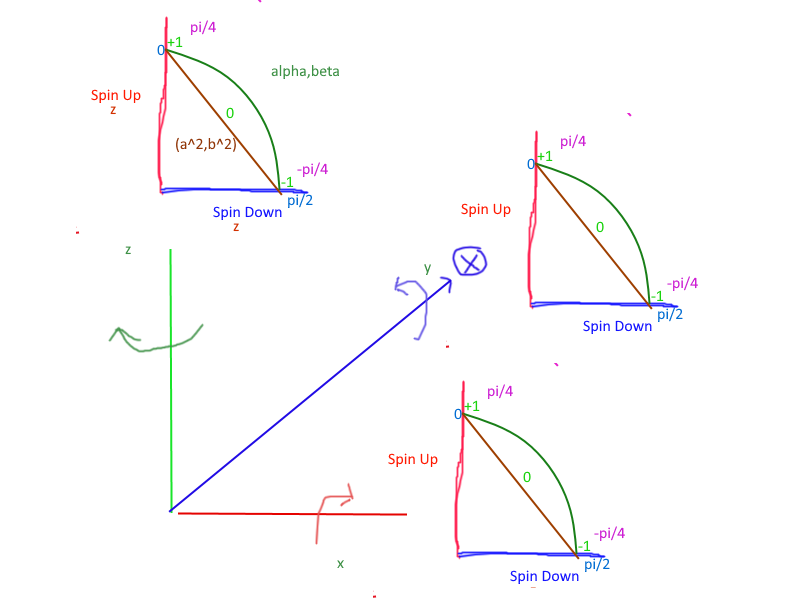 pi/4
0
+1
alpha,beta
Spin Up
z
0
(a^2,b^2)
-pi/4
-1
pi/2
Spin Down
z
pi/4
0
+1
Spin Up
0
-pi/4
-1
pi/2
Spin Down
z
y
X
x
pi/4
0
+1
Spin Up
0
-pi/4
-1
pi/2
Spin Down